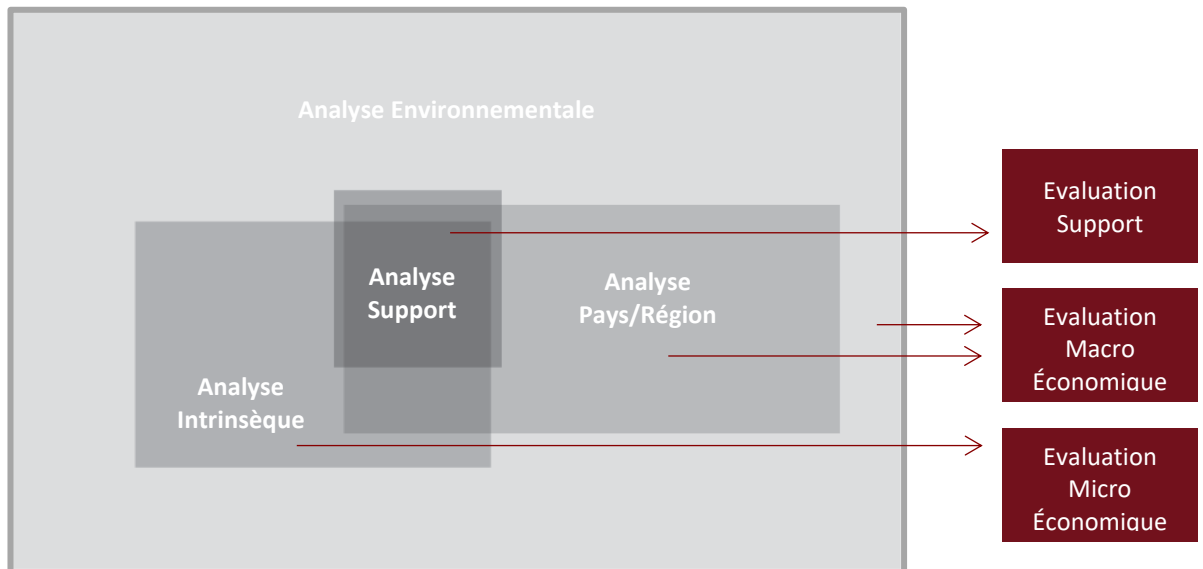 Analyse Environnementale
Analyse
Support
Analyse
Pays/Région
Analyse
Intrinsèque
Evaluation
Support
Evaluation
Macro
Économique
Evaluation
Micro
Économique